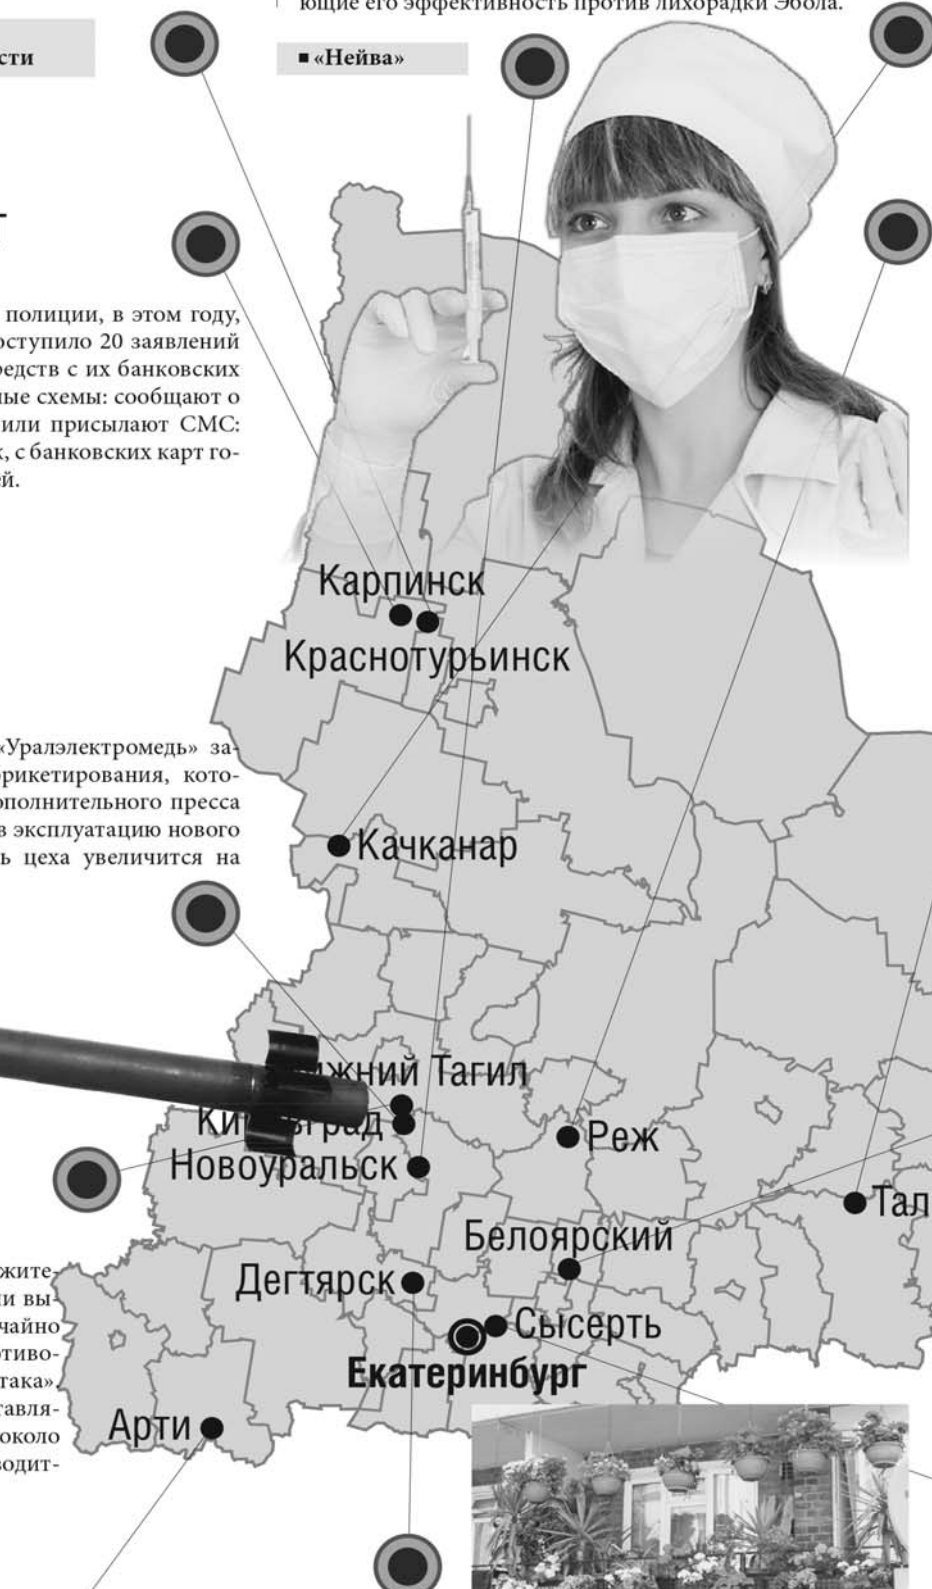 ющие его эффективность против лихорадки Эбола.
сти
■ «Нейва»
т
полиции, в этом году,
оступило 20 заявлений
редств с их банковских
ные схемы: сообщают о
или присылают СМС:
, с банковских карт го-
ей.
Карпинск
Краснотурьинск
«Уралэлектромедь» за-
рикетирования, кото-
ополнительного пресса
в эксплуатацию нового
ь цеха увеличится на
Качканар
жний Тагил
Ки град
Новоуральск
Реж
Тал
Белоярский
Дегтярск
Сысерть
Екатеринбург
Арти
жите-
и вы-
чайно
тиво-
така».
тавля-
около
водит-